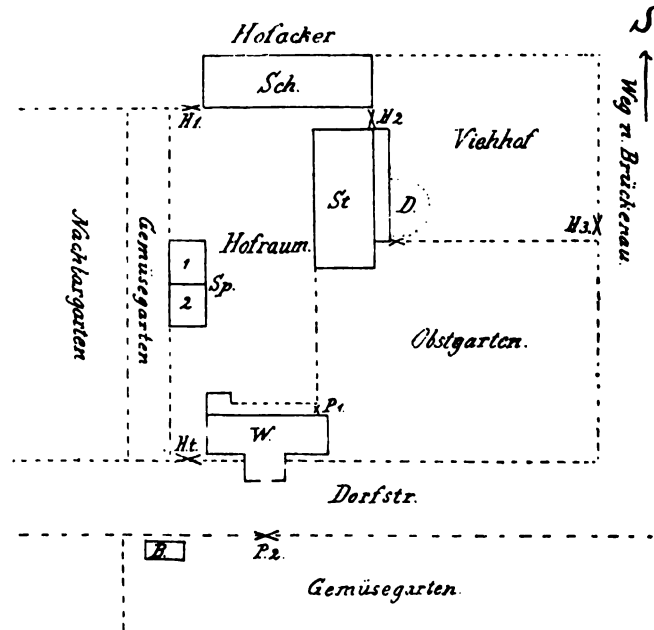 Hofacker
S
Sch.
H1.
H2
Viehhof
Weg n. Brückenau.
St
D.
H3.
Nachbargarten
Gemüsegarten
Hofraum.
1
Sp.
2
Obstgarten.
P1.
W.
H.t.
Dorfstr.
B.
P.2.
Gemüsegarten.